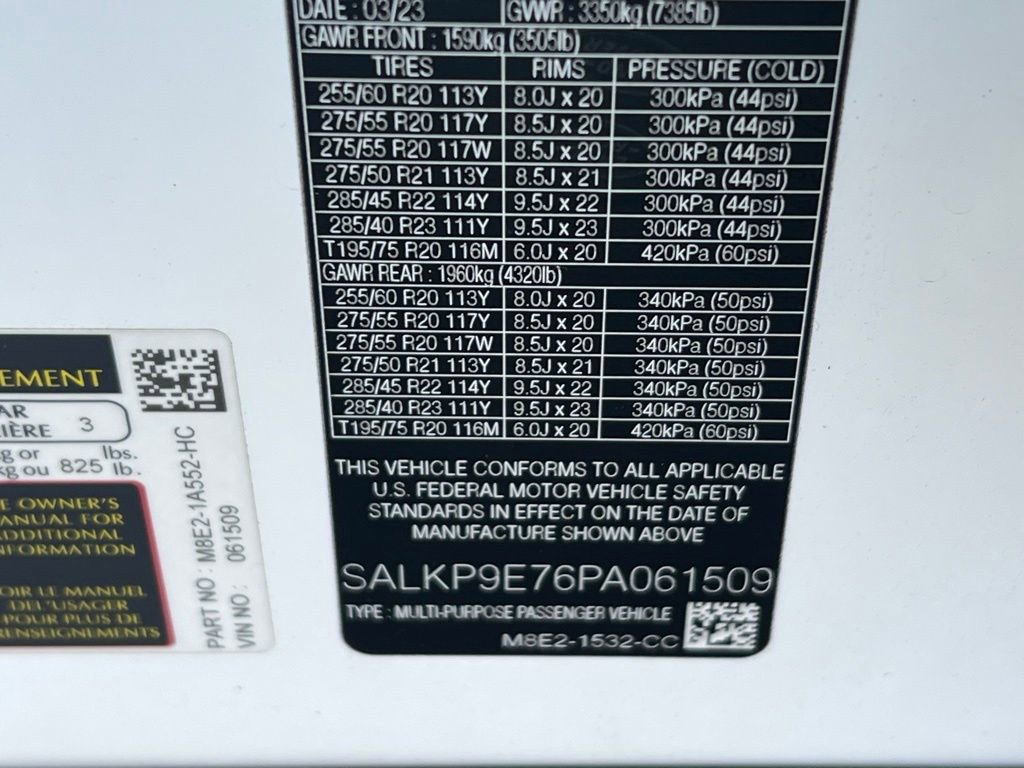 DATE : 03/23 GVWR : 3350kg (7385lb)
GAWR FRONT : 1590kg (3505lb)
TIRES RIMS PRESSURE (COLD)
255/60 R20 113Y 8.0J x 20 300kPa (44psi)
275/55 R20 117Y 8.5J x 20 300kPa (44psi)
275/55 R20 117W 8.5J x 20 300kPa (44psi)
275/50 R21 113Y 8.5J x 21 300kPa (44psi)
285/45 R22 114Y 9.5J x 22 300kPa (44psi)
285/40 R23 111Y 9.5J x 23 300kPa (44psi)
T195/75 R20 116M 6.0J x 20 420kPa (60psi)
GAWR REAR : 1960kg (4320lb)
255/60 R20 113Y 8.0J x 20 340kPa (50psi)
275/55 R20 117Y 8.5J x 20 340kPa (50psi)
275/55 R20 117W 8.5J x 20 340kPa (50psi)
275/50 R21 113Y 8.5J x 21 340kPa (50psi)
285/45 R22 114Y 9.5J x 22 340kPa (50psi)
285/40 R23 111Y 9.5J x 23 340kPa (50psi)
T195/75 R20 116M 6.0J x 20 420kPa (60psi)
THIS VEHICLE CONFORMS TO ALL APPLICABLE
U.S. FEDERAL MOTOR VEHICLE SAFETY
STANDARDS IN EFFECT ON THE DATE OF
MANUFACTURE SHOWN ABOVE
SALKP9E76PA061509
TYPE : MULTI-PURPOSE PASSENGER VEHICLE
M8E2-1532-CC
EMENT
AR
IÈRE 3
g or lbs.
kg ou 825 lb.
E OWNER'S
ANUAL FOR
ADDITIONAL
NFORMATION
OIR LE MANUEL
DEL'USAGER
POUR PLUS DE
RENSEIGNEMENTS
PART NO : M8E2-1A552-HC
VIN NO : 061509